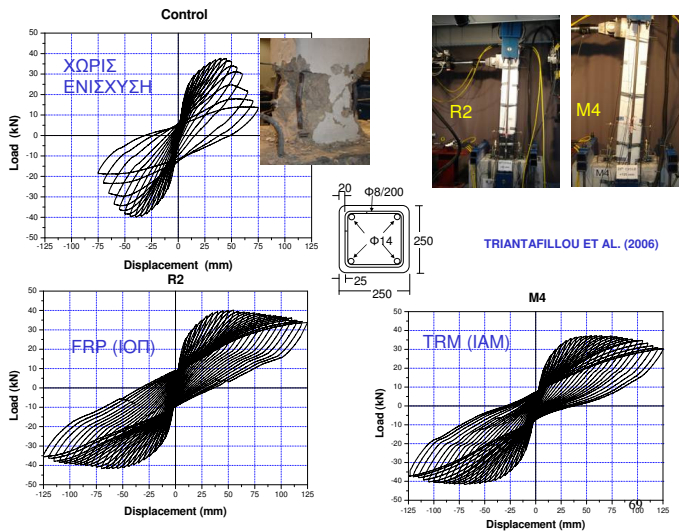 Control
50
40
30
20
10
0
-10
-20
-30
-40
-50
Load (kN)
ΧΩΡΙΣ
ΕΝΙΣΧΥΣΗ
-125 -100 -75 -50 -25 0 25 50 75 100 125
Displacement (mm)
R2
M4
M4
20
Φ8/200
Φ14
250
25
250
TRIANTAFILLOU ET AL. (2006)
R2
50
40
30
20
10
0
-10
-20
-30
-40
-50
Load (kN)
FRP (ΙΟΠ)
-125 -100 -75 -50 -25 0 25 50 75 100 125
Displacement (mm)
M4
50
40
30
20
10
0
-10
-20
-30
-40
-50
Load (kN)
TRM (ΙΑΜ)
-125 -100 -75 -50 -25 0 25 50 75 100 125
Displacement (mm)
69